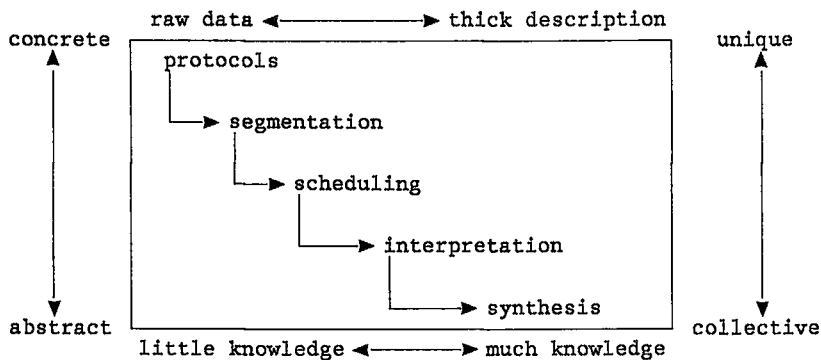 raw data thick description
concrete unique
protocols
segmentation
scheduling
interpretation
synthesis
abstract collective
little knowledge much knowledge